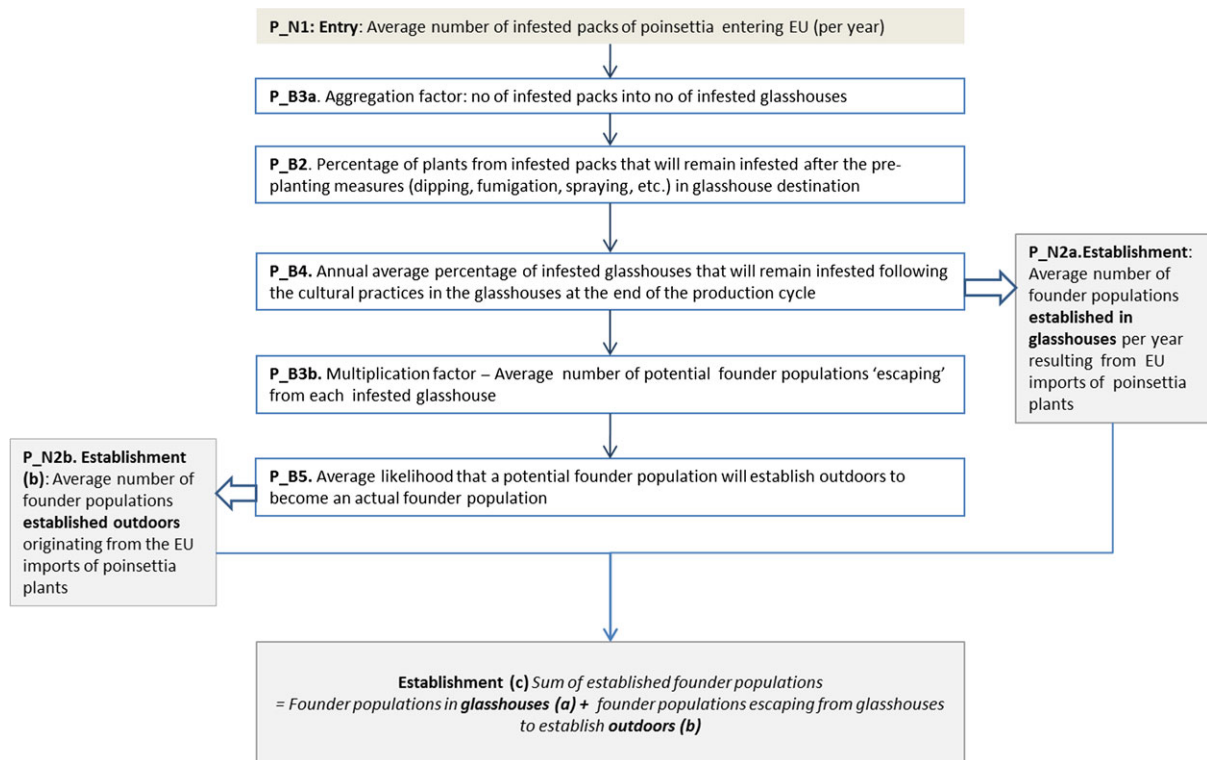 P_N1: Entry: Average number of infested packs of poinsettia entering EU (per year)
P_B3a. Aggregation factor: no of infested packs into no of infested glasshouses
P_B2. Percentage of plants from infested packs that will remain infested after the pre-
planting measures (dipping, fumigation, spraying, etc.) in glasshouse destination
P_B4. Annual average percentage of infested glasshouses that will remain infested following
the cultural practices in the glasshouses at the end of the production cycle
P_N2a.Establishment:
Average number of
founder populations
established in
glasshouses per year
resulting from EU
imports of poinsettia
plants
P_B3b. Multiplication factor – Average number of potential founder populations ‘escaping’
from each infested glasshouse
P_B5. Average likelihood that a potential founder population will establish outdoors to
become an actual founder population
P_N2b. Establishment
(b): Average number of
founder populations
established outdoors
originating from the EU
imports of poinsettia
plants
Establishment (c) Sum of established founder populations
= Founder populations in glasshouses (a) + founder populations escaping from glasshouses
to establish outdoors (b)